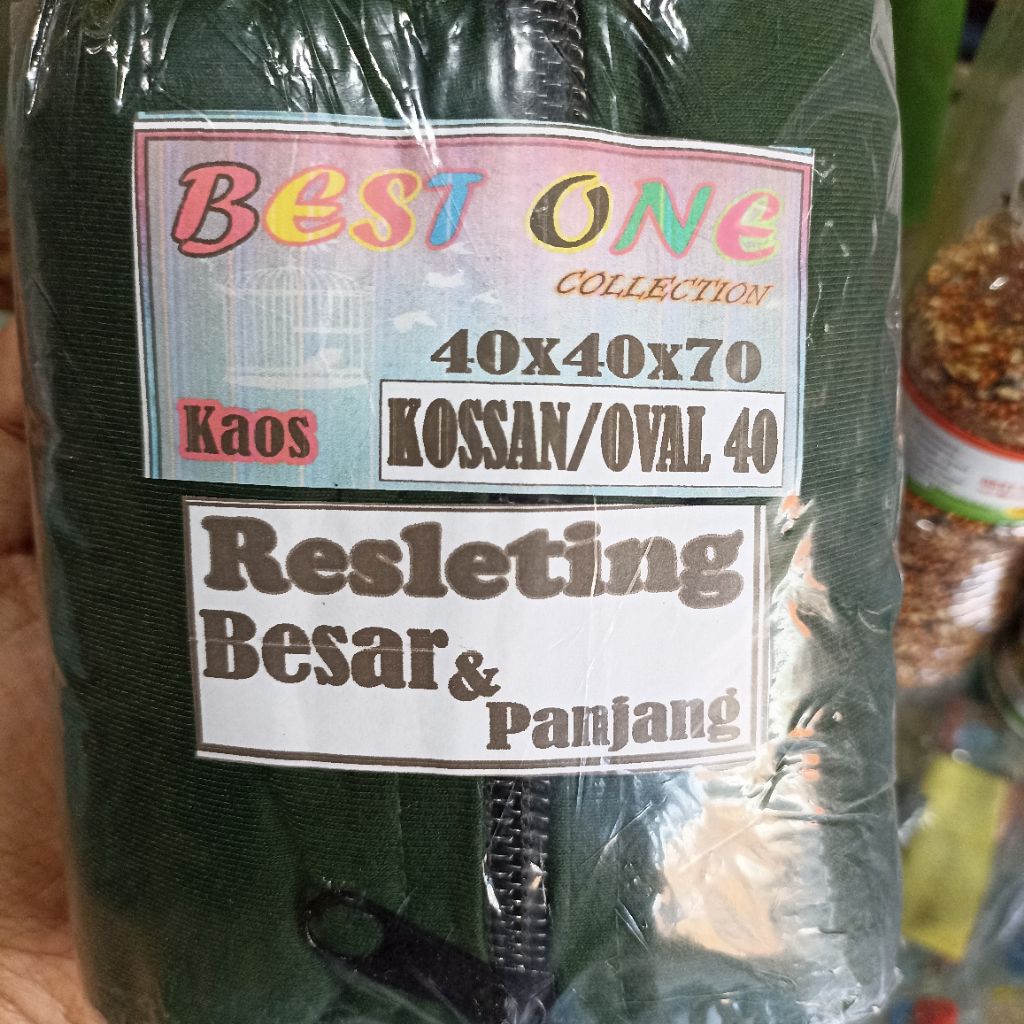 BEST ONE
COLLECTION
40x40x70
Kaos
KOSSAN/OVAL 40
Resleting
Besar &
Panjang